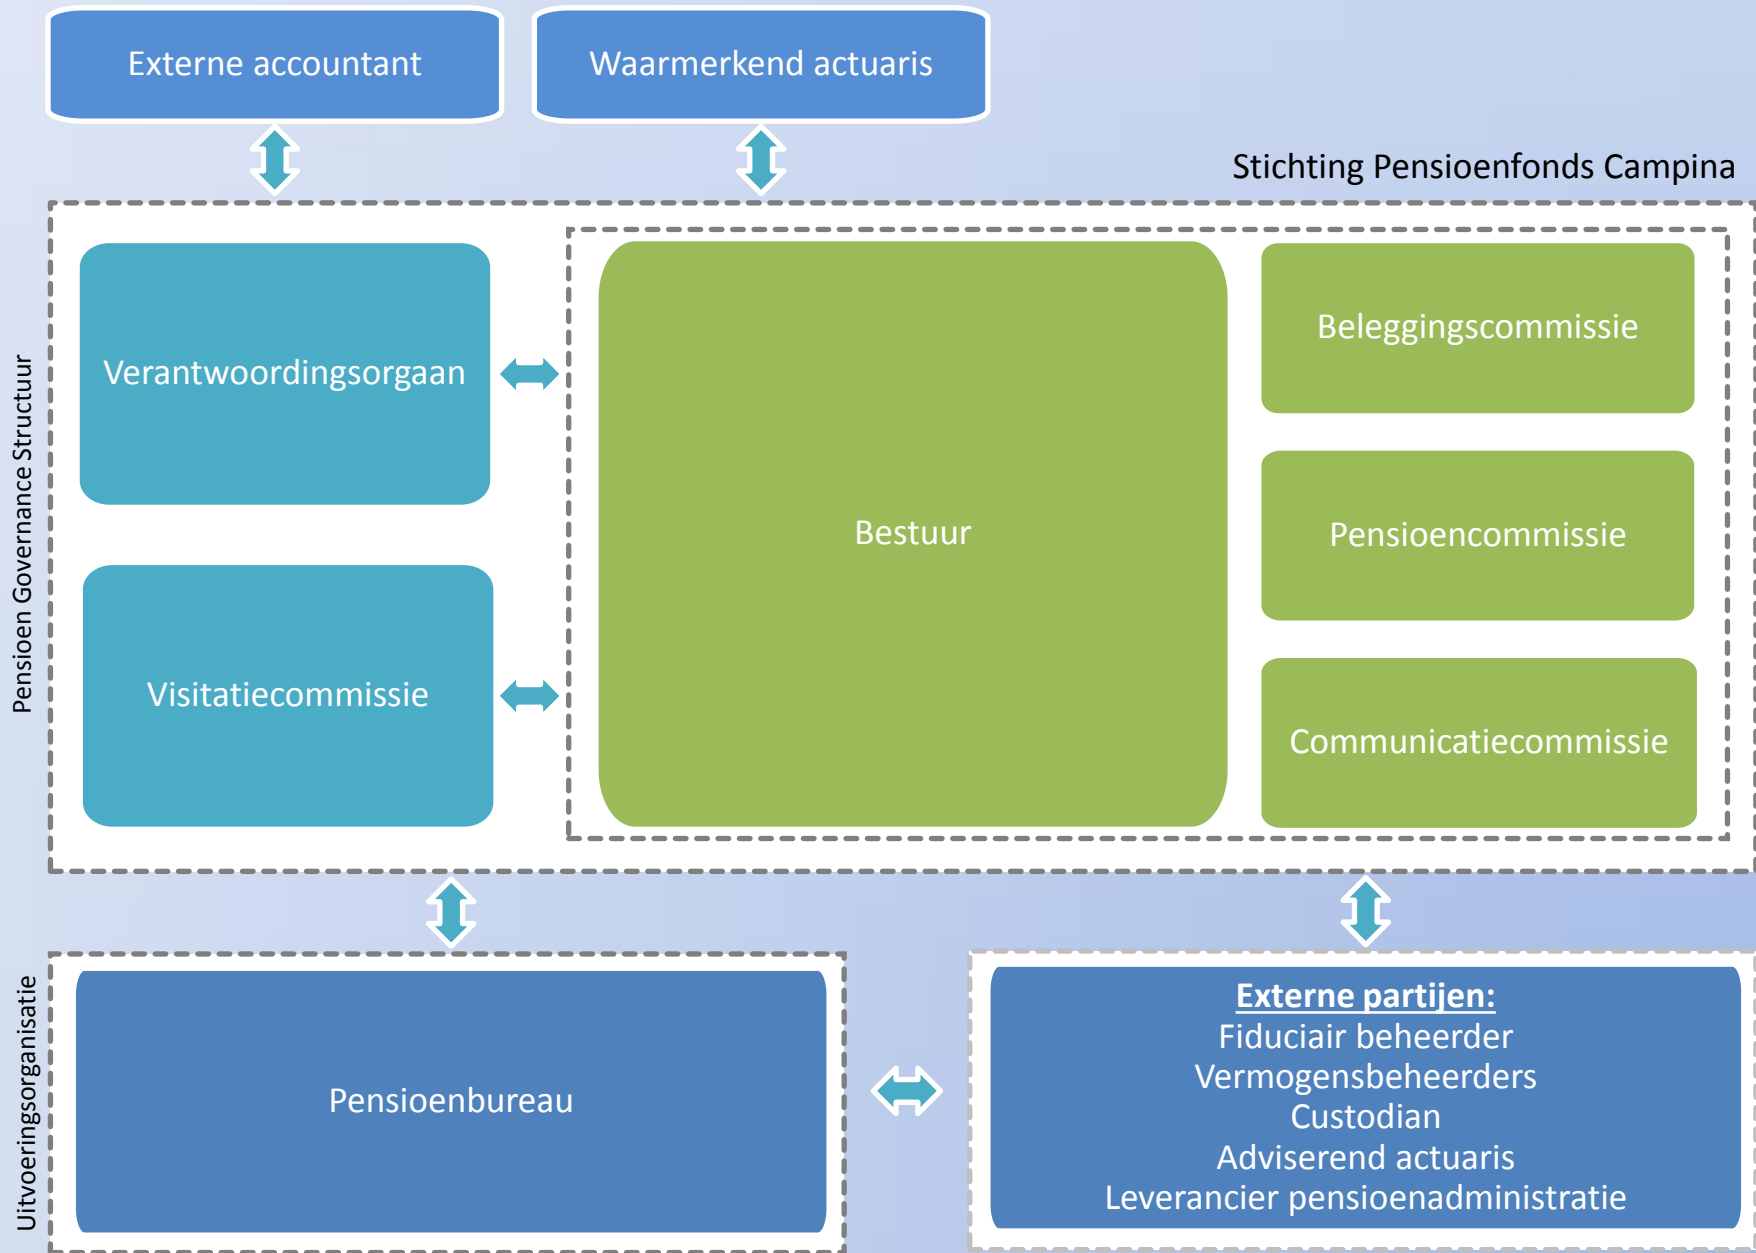 Externe accountant
Waarmerkend actuaris
Stichting Pensioenfonds Campina
Pensioen Governance Structuur
Verantwoordingsorgaan
Visitatiecommissie
Bestuur
Beleggingscommissie
Pensioencommissie
Communicatiecommissie
Uitvoeringsorganisatie
Pensioenbureau
Externe partijen:
Fiduciair beheerder
Vermogensbeheerders
Custodian
Adviserend actuaris
Leverancier pensioenadministratie